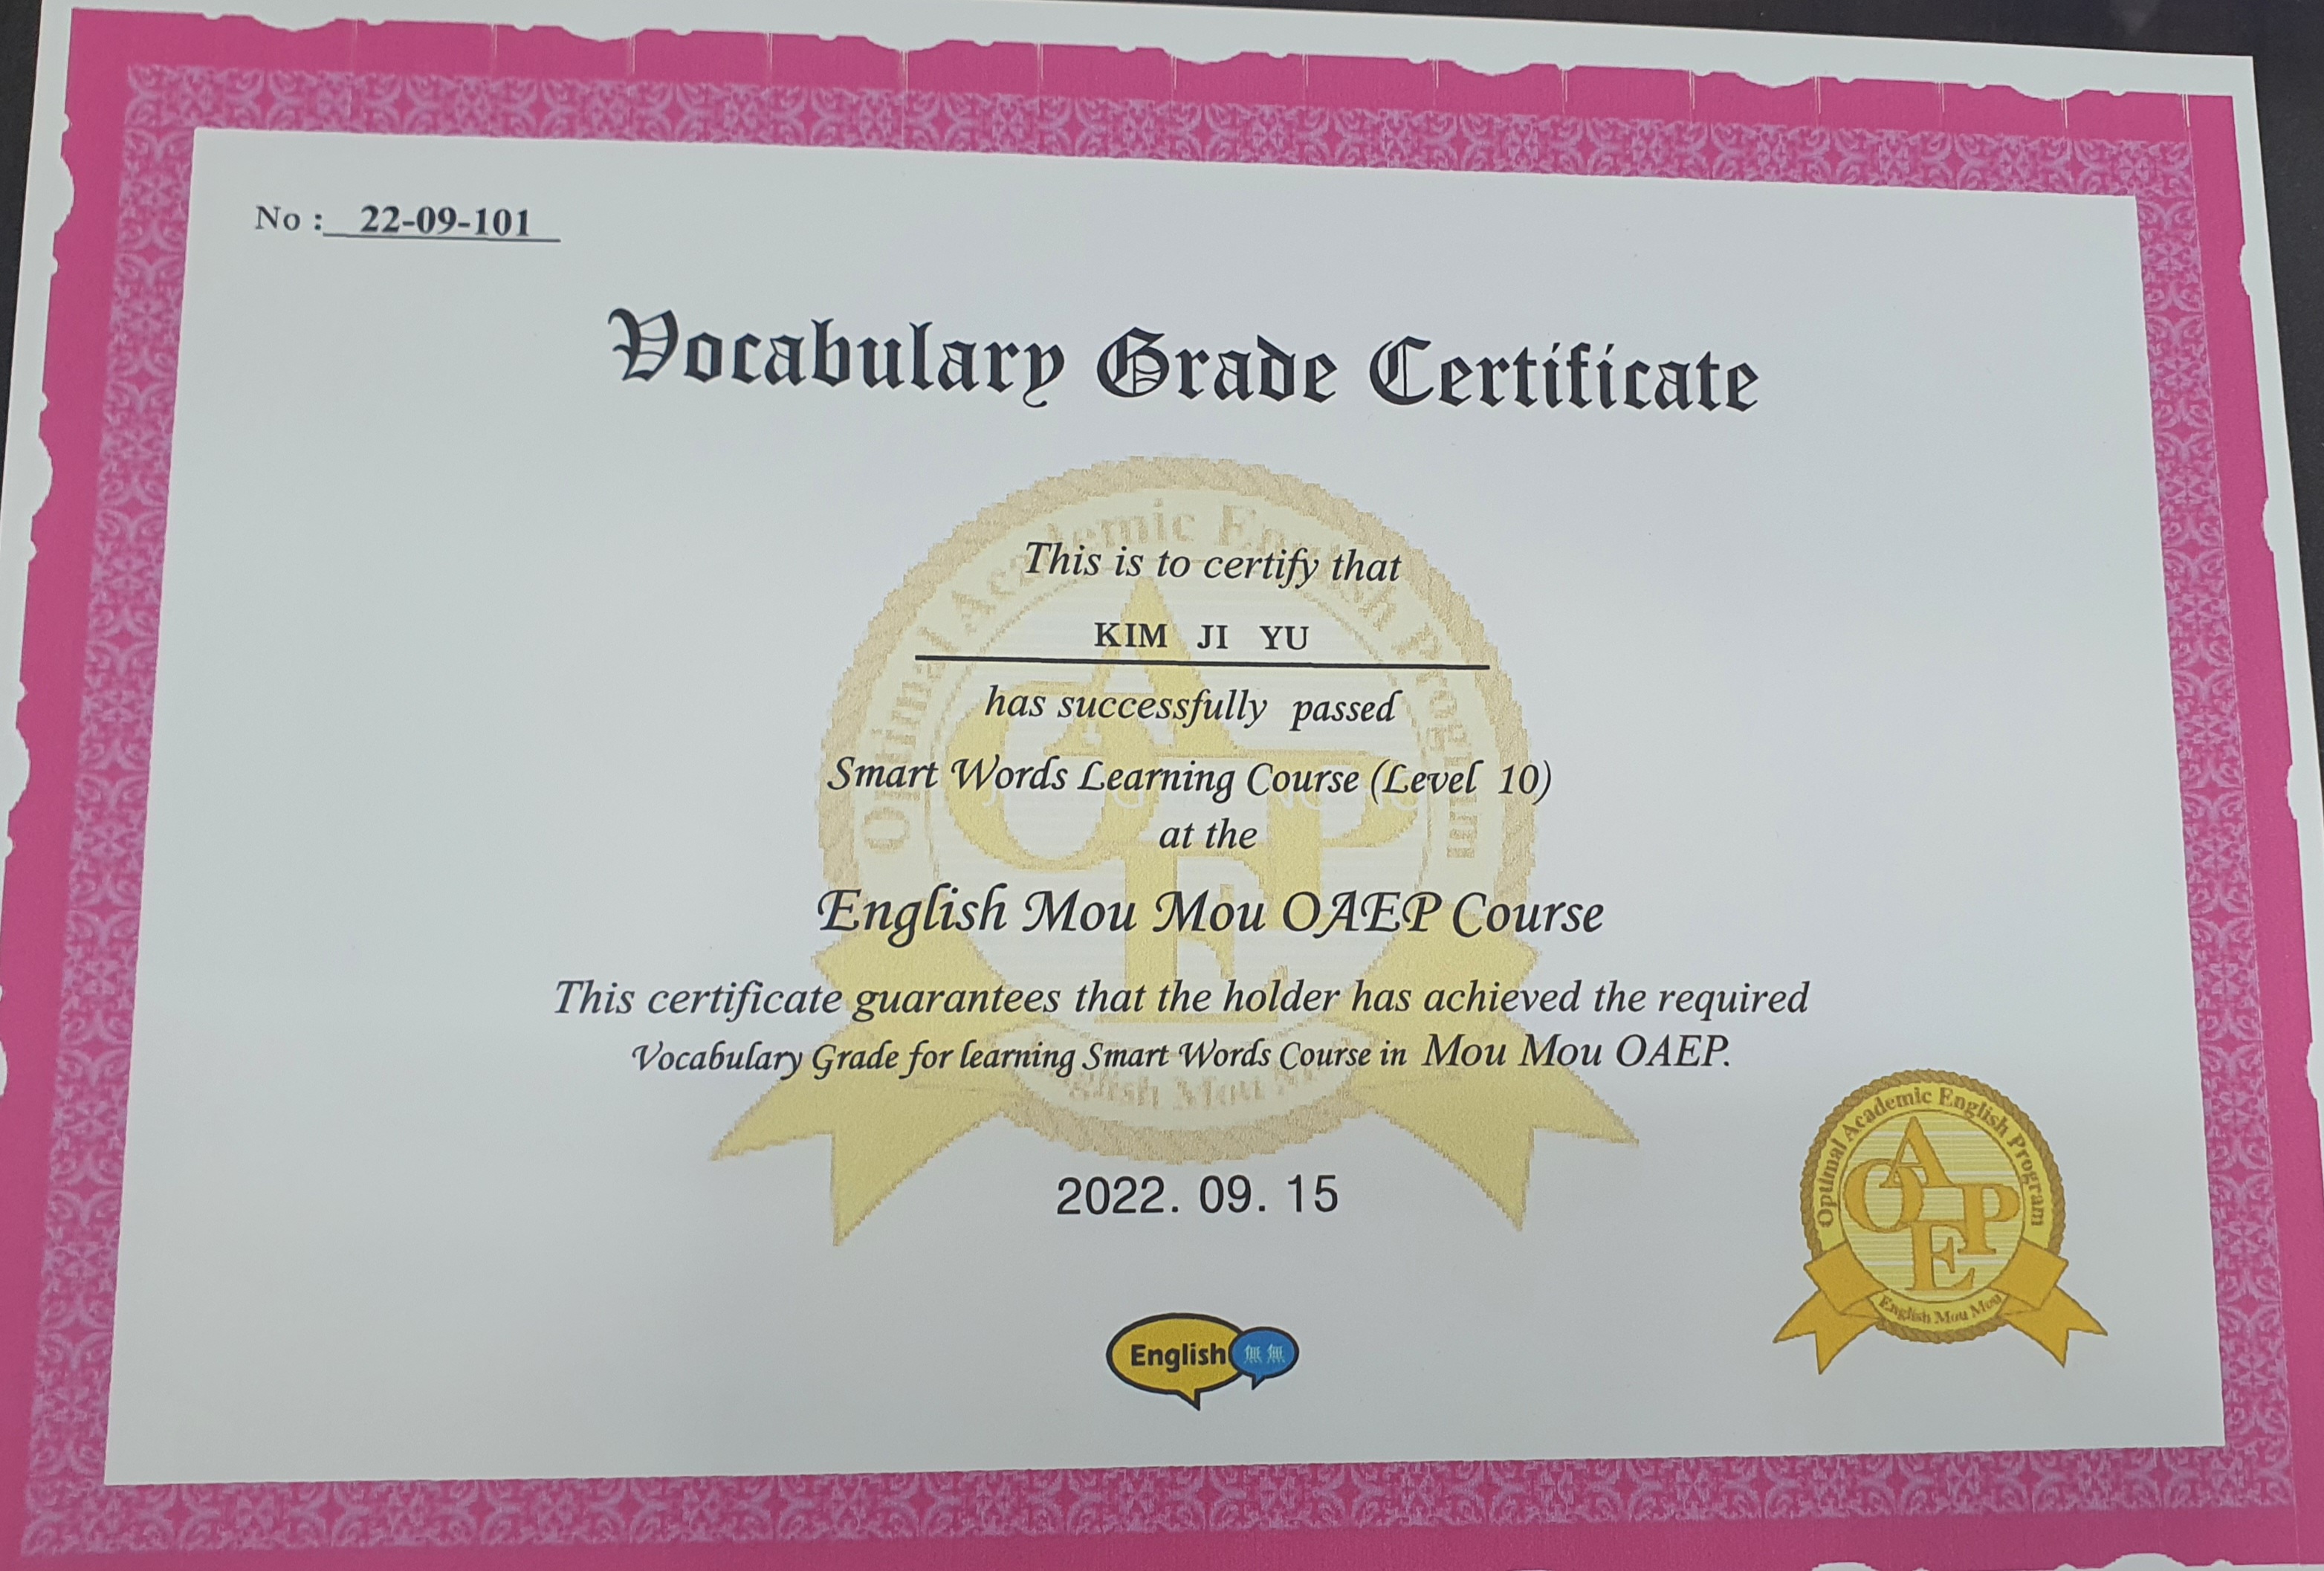 No : 22-09-101
Vocabulary Grade Certificate
This is to certify that
KIM JI YU
has successfully passed
Smart Words Learning Course (Level 10)
at the
English Mou Mou OAEP Course
This certificate guarantees that the holder has achieved the required
Vocabulary Grade for learning Smart Words Course in Mou Mou OAEP.
2022. 09. 15
English 無無
Optimal Academic English Program
OAEP
English Mou Mou